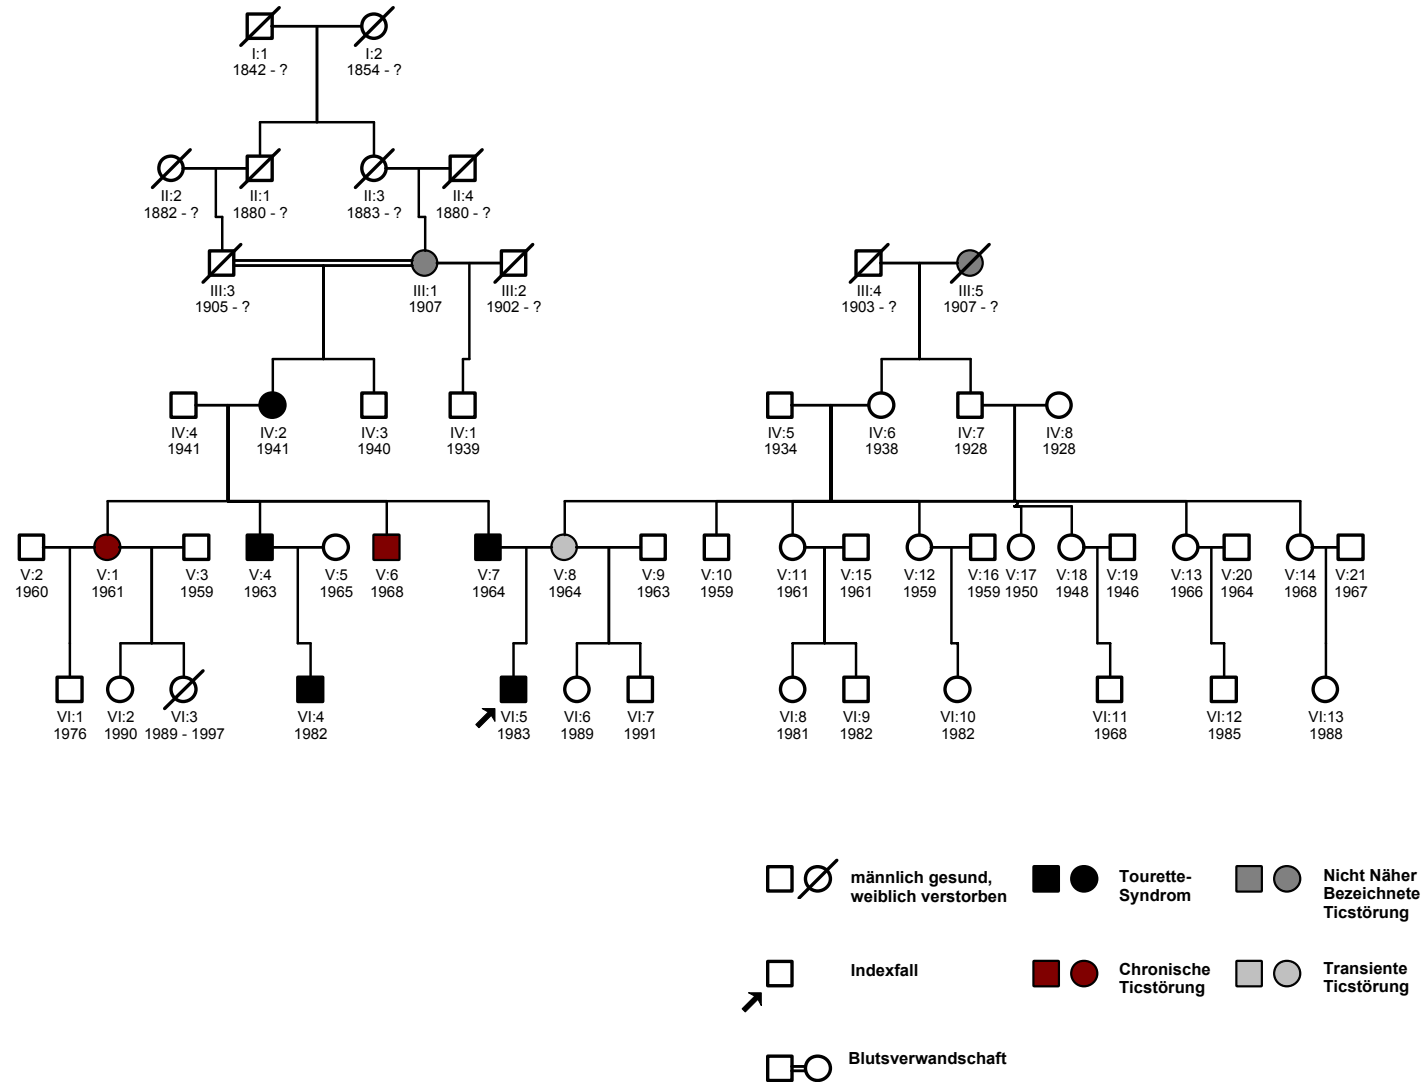 I:1 I:2
1842 - ? 1854 - ?
II:2 II:1 II:3 II:4
1882 - ? 1880 - ? 1883 - ? 1880 - ?
III:3 III:1 III:2 III:4 III:5
1905 - ? 1907 1902 - ? 1903 - ? 1907 - ?
IV:4 IV:2 IV:3 IV:1 IV:5 IV:6 IV:7 IV:8
1941 1941 1940 1939 1934 1938 1928 1928
V:2 V:1 V:3 V:4 V:5 V:6 V:7 V:8 V:9 V:10 V:11 V:15 V:12 V:16 V:17 V:18 V:19 V:13 V:20 V:14 V:21
1960 1961 1959 1963 1965 1968 1964 1964 1963 1959 1961 1961 1959 1959 1950 1948 1946 1966 1964 1968 1967
VI:1 VI:2 VI:3 VI:4 VI:5 VI:6 VI:7 VI:8 VI:9 VI:10 VI:11 VI:12 VI:13
1976 1990 1989 - 1997 1982 1983 1989 1991 1981 1982 1982 1968 1985 1988
männlich gesund,
weiblich verstorben
Tourette-
Syndrom
Nicht Näher
Bezeichnete
Ticstörung
Indexfall
Chronische
Ticstörung
Transiente
Ticstörung
Blutsverwandschaft